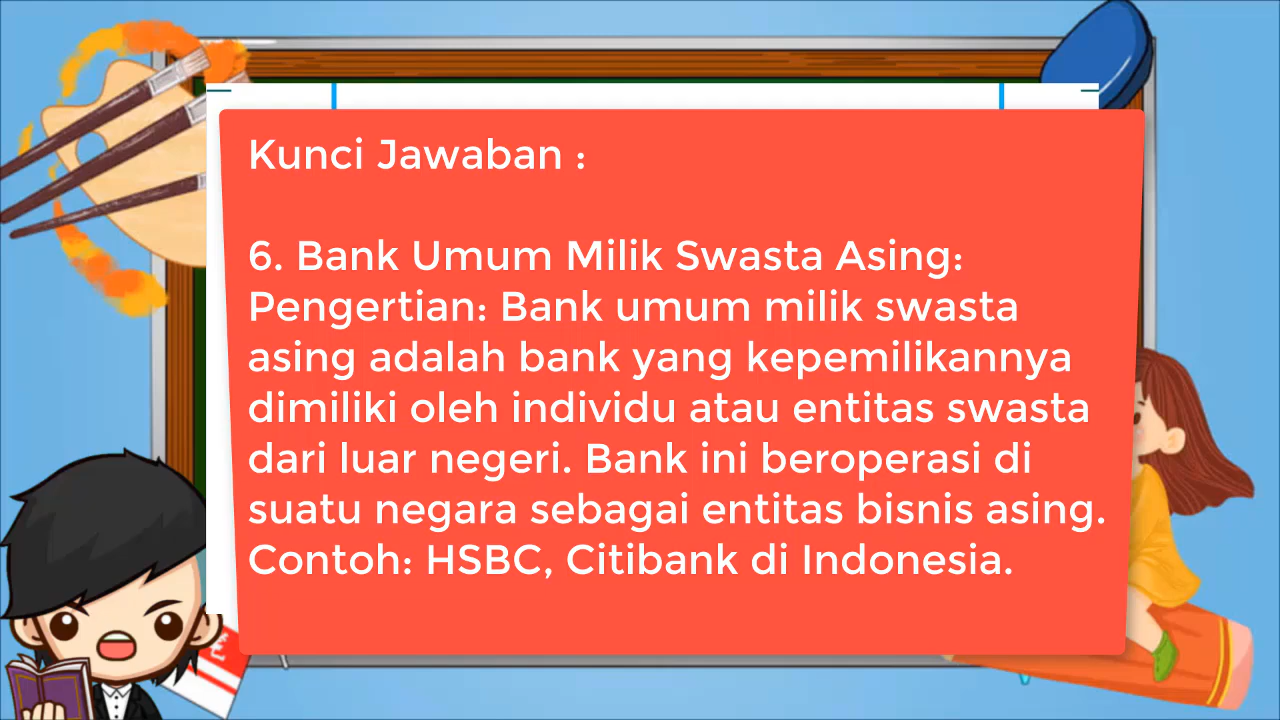 Kunci Jawaban :
6. Bank Umum Milik Swasta Asing:
Pengertian: Bank umum milik swasta
asing adalah bank yang kepemilikannya
dimiliki oleh individu atau entitas swasta
dari luar negeri. Bank ini beroperasi di
suatu negara sebagai entitas bisnis asing.
Contoh: HSBC, Citibank di Indonesia.